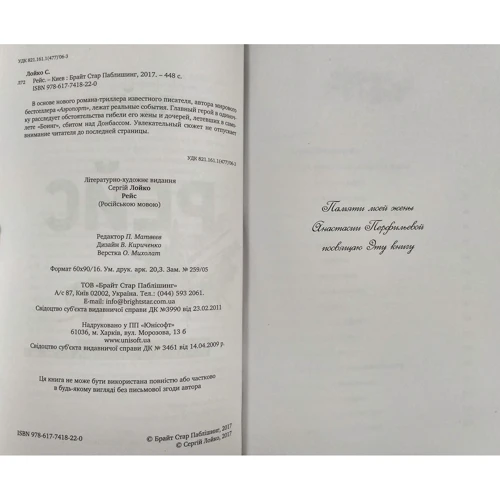 УДК 821.161.1(477)'06-3
Лойко С.
Рейс. – Киев : Брайт Стар Паблишинг, 2017. – 448 с.
ISBN 978-617-7418-22-0
В основе нового романа-триллера известного писателя, автора мирового
бестселлера «Аэропорт», лежат реальные события. Главный герой в одиноч-
ку расследует обстоятельства гибели его жены и дочерей, летевших в само-
лете «Боинг», сбитом над Донбассом. Увлекательный сюжет не отпускает
внимание читателя до последней страницы.
УДК 821.161.1(477)'06-3
Літературно-художнє видання
Сергій Лойко
Рейс
(Російською мовою)
Редактор П. Матвеев
Дизайн В. Кириченко
Верстка О. Михолат
Формат 60х90/16. Ум. друк. арк. 20,3. Зам. № 259/05
ТОВ «Брайт Стар Паблішинг»
А/с 87, Київ 02002, Україна. Тел.: (044) 593 2061.
E-mail: info@brightstar.com.ua
Свідоцтво суб'єкта видавничої справи ДК №3990 від 23.02.2011
Надруковано у ПП «Юнісофт»
61036, м. Харків, вул. Морозова, 13 б
www.unisoft.ua
Свідоцтво суб'єкта видавничої справи ДК № 3461 від 14.04.2009 г.
Ця книга не може бути використана повністю або частково
в будь-якому вигляді без письмової згоди автора
ISBN 978-617-7418-22-0
© Брайт Стар Паблішинг, 2017
© Сергій Лойко, 2017
Памяти моей жены
Анастасии Перфильевой
посвящаю Эту книгу